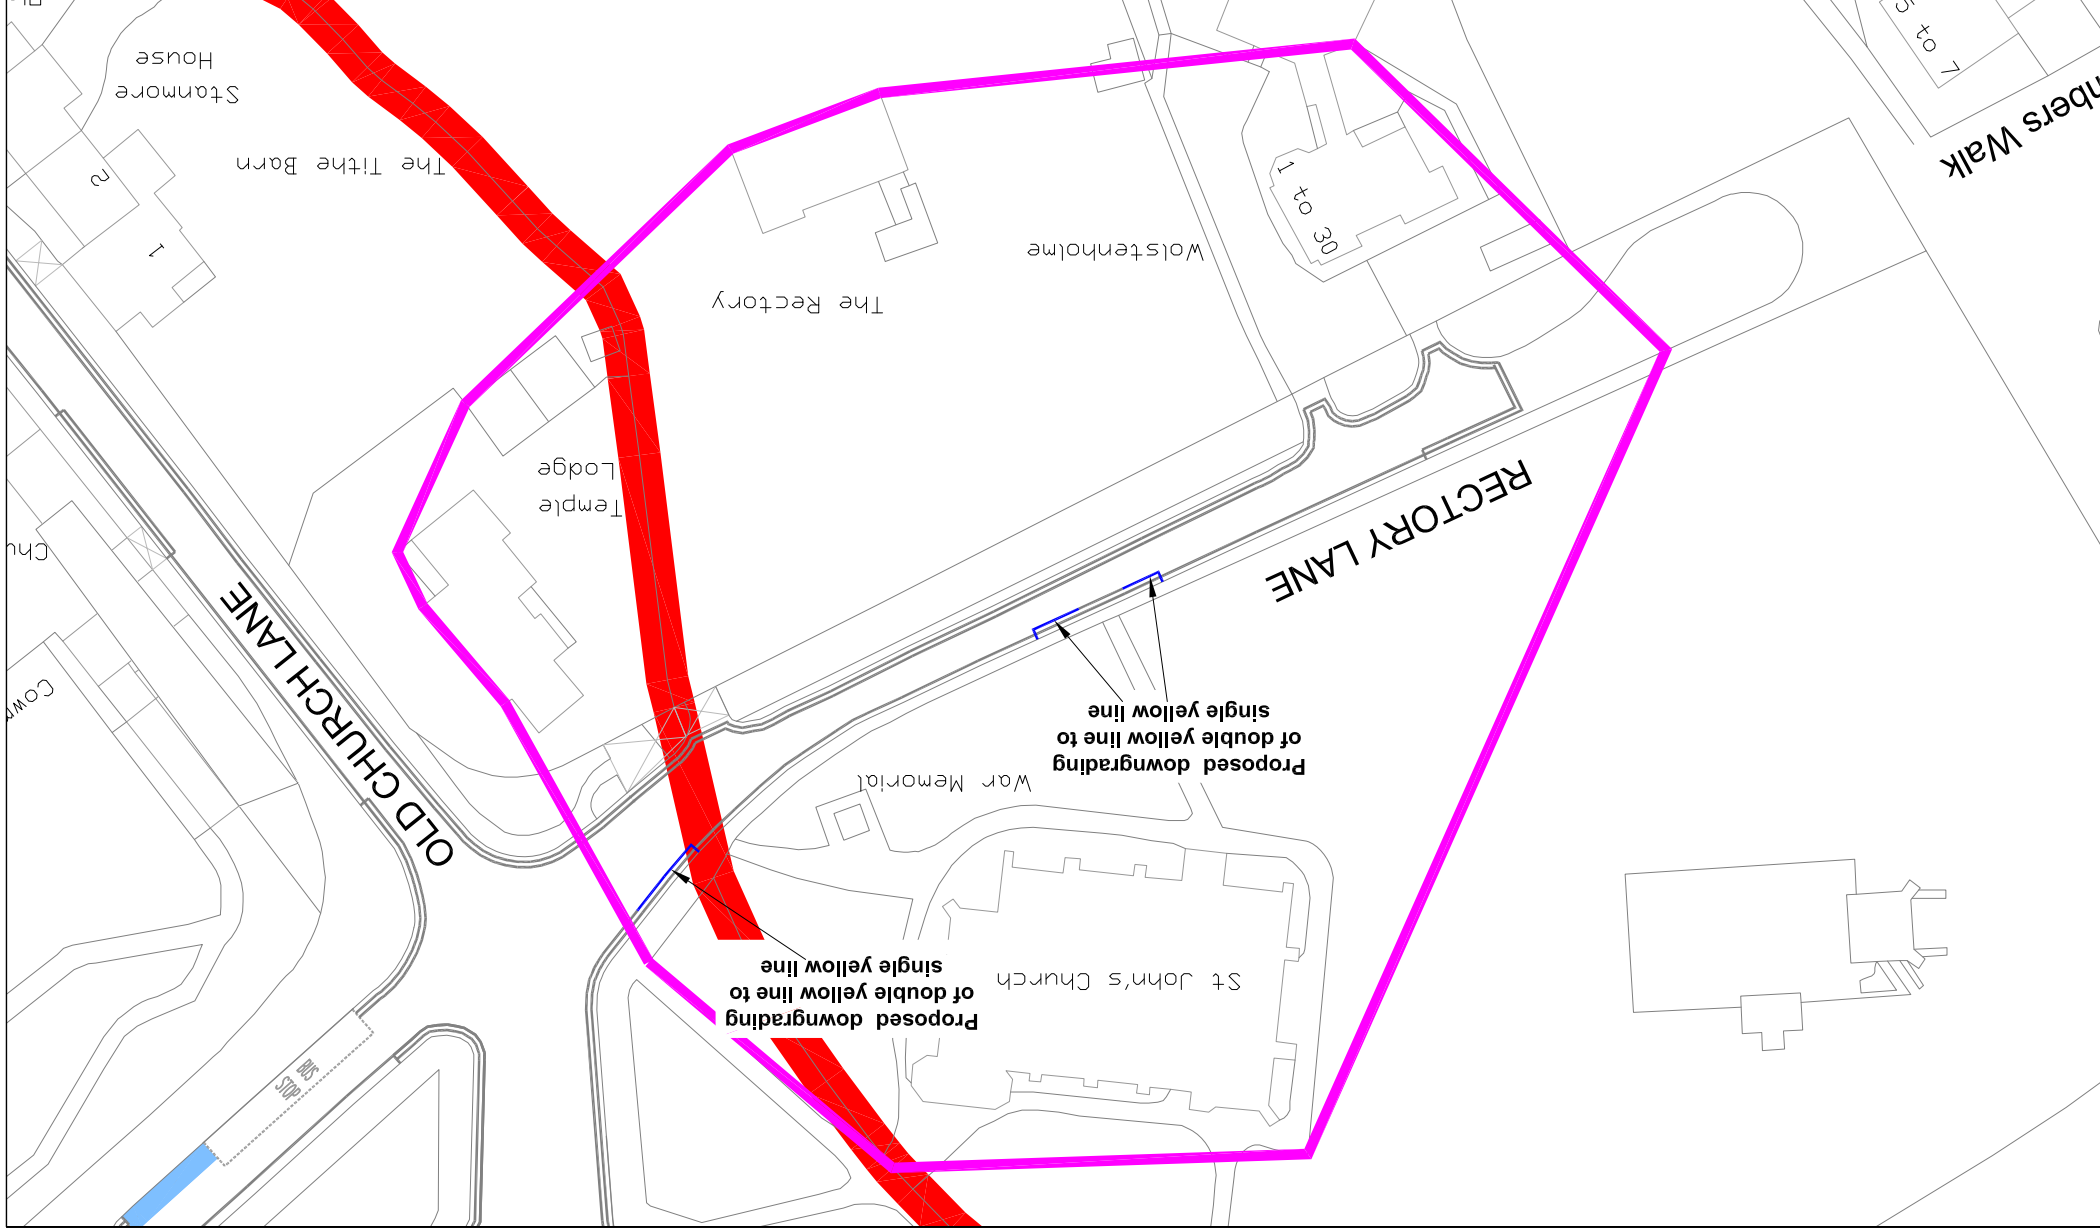 Stanmore
House
The Tithe Barn
2
1
The Rectory
Wolstenholme
1 to 30
5 to 7
Walk
Temple
Lodge
RECTORY LANE
OLD CHURCH LANE
War Memorial
Proposed downgrading
of double yellow line to
single yellow line
Proposed downgrading
of double yellow line to
single yellow line
St John's Church
BUS
STOP